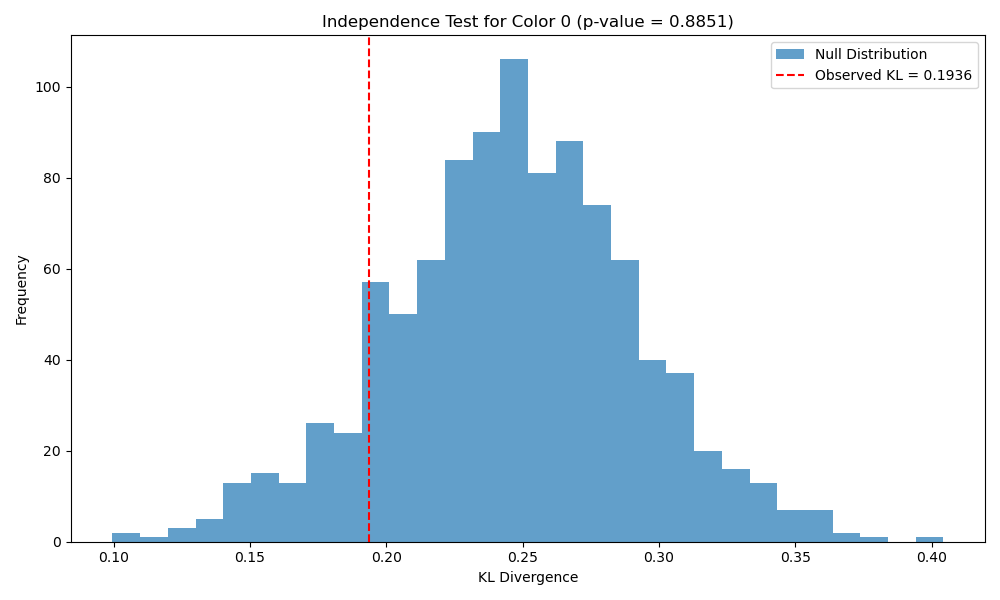 Independence Test for Color 0 (p-value = 0.8851)
Null Distribution
Observed KL = 0.1936
Frequency
100
80
60
40
20
0
0.10 0.15 0.20 0.25 0.30 0.35 0.40
KL Divergence